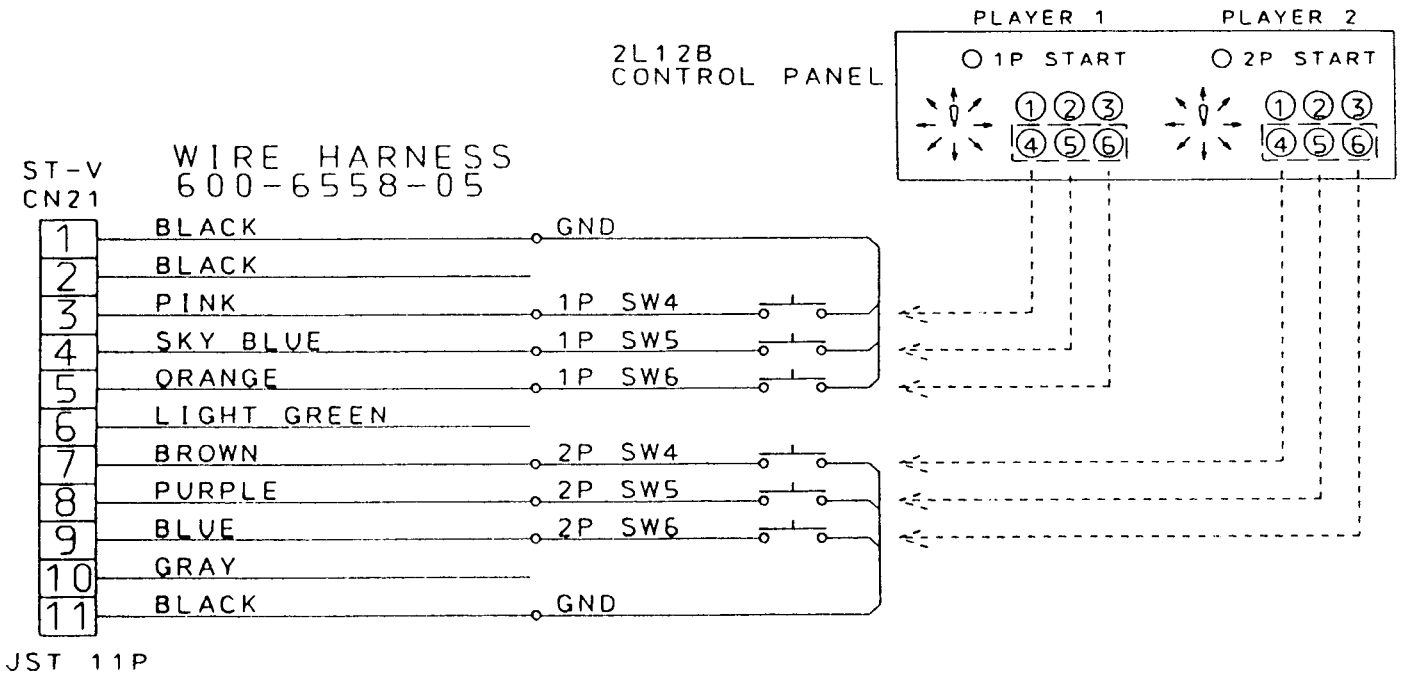 PLAYER 1 PLAYER 2
2L12B
CONTROL PANEL
1P START 2P START
1 2 3 1 2 3
4 5 6 4 5 6
ST-V
CN21
WIRE HARNESS
600-6558-05
1 BLACK GND
2 BLACK
3 PINK 1P SW4
4 SKY BLUE 1P SW5
5 ORANGE 1P SW6
6 LIGHT GREEN
7 BROWN 2P SW4
8 PURPLE 2P SW5
9 BLUE 2P SW6
10 GRAY
11 BLACK GND
JST 11P